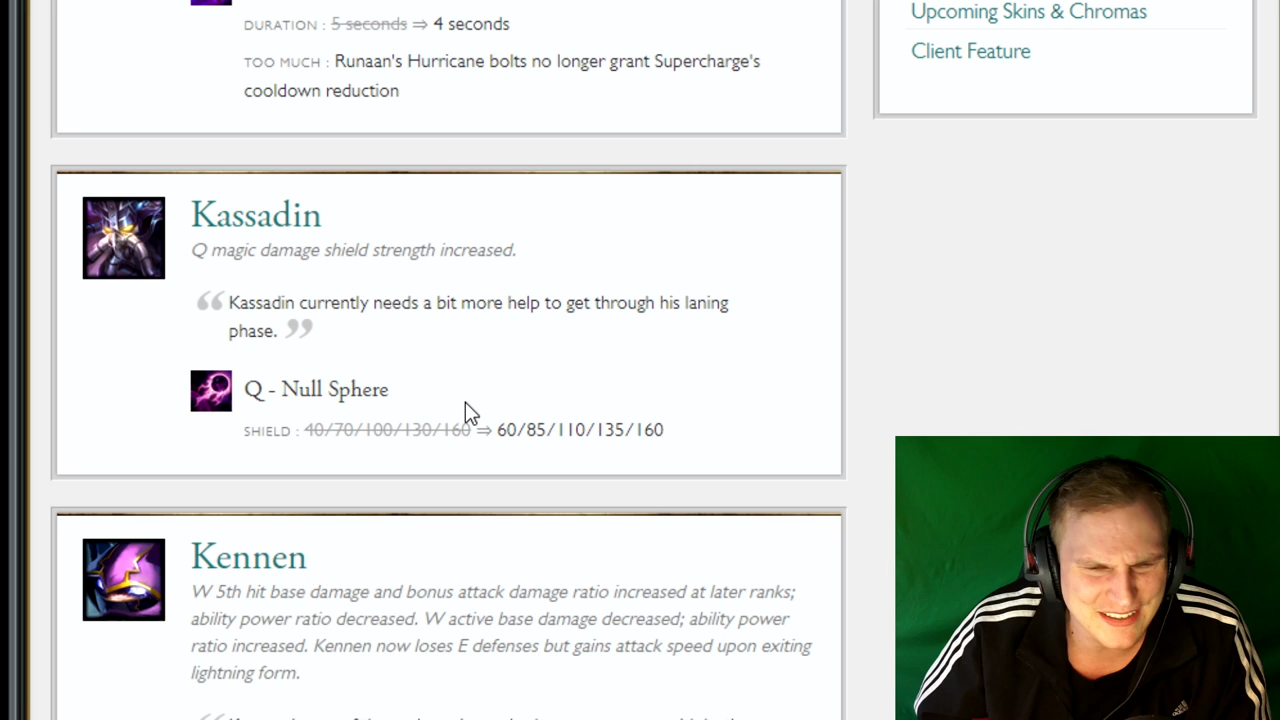 DURATION : 5 seconds ⇒ 4 seconds
TOO MUCH : Runaan's Hurricane bolts no longer grant Supercharge's
cooldown reduction
Upcoming Skins & Chromas
Client Feature
Kassadin
Q magic damage shield strength increased.
“ Kassadin currently needs a bit more help to get through his laning
phase. ”
Q - Null Sphere
SHIELD : 40/70/100/130/160 ⇒ 60/85/110/135/160
Kennen
W 5th hit base damage and bonus attack damage ratio increased at later ranks;
ability power ratio decreased. W active base damage decreased; ability power
ratio increased. Kennen now loses E defenses but gains attack speed upon exiting
lightning form.